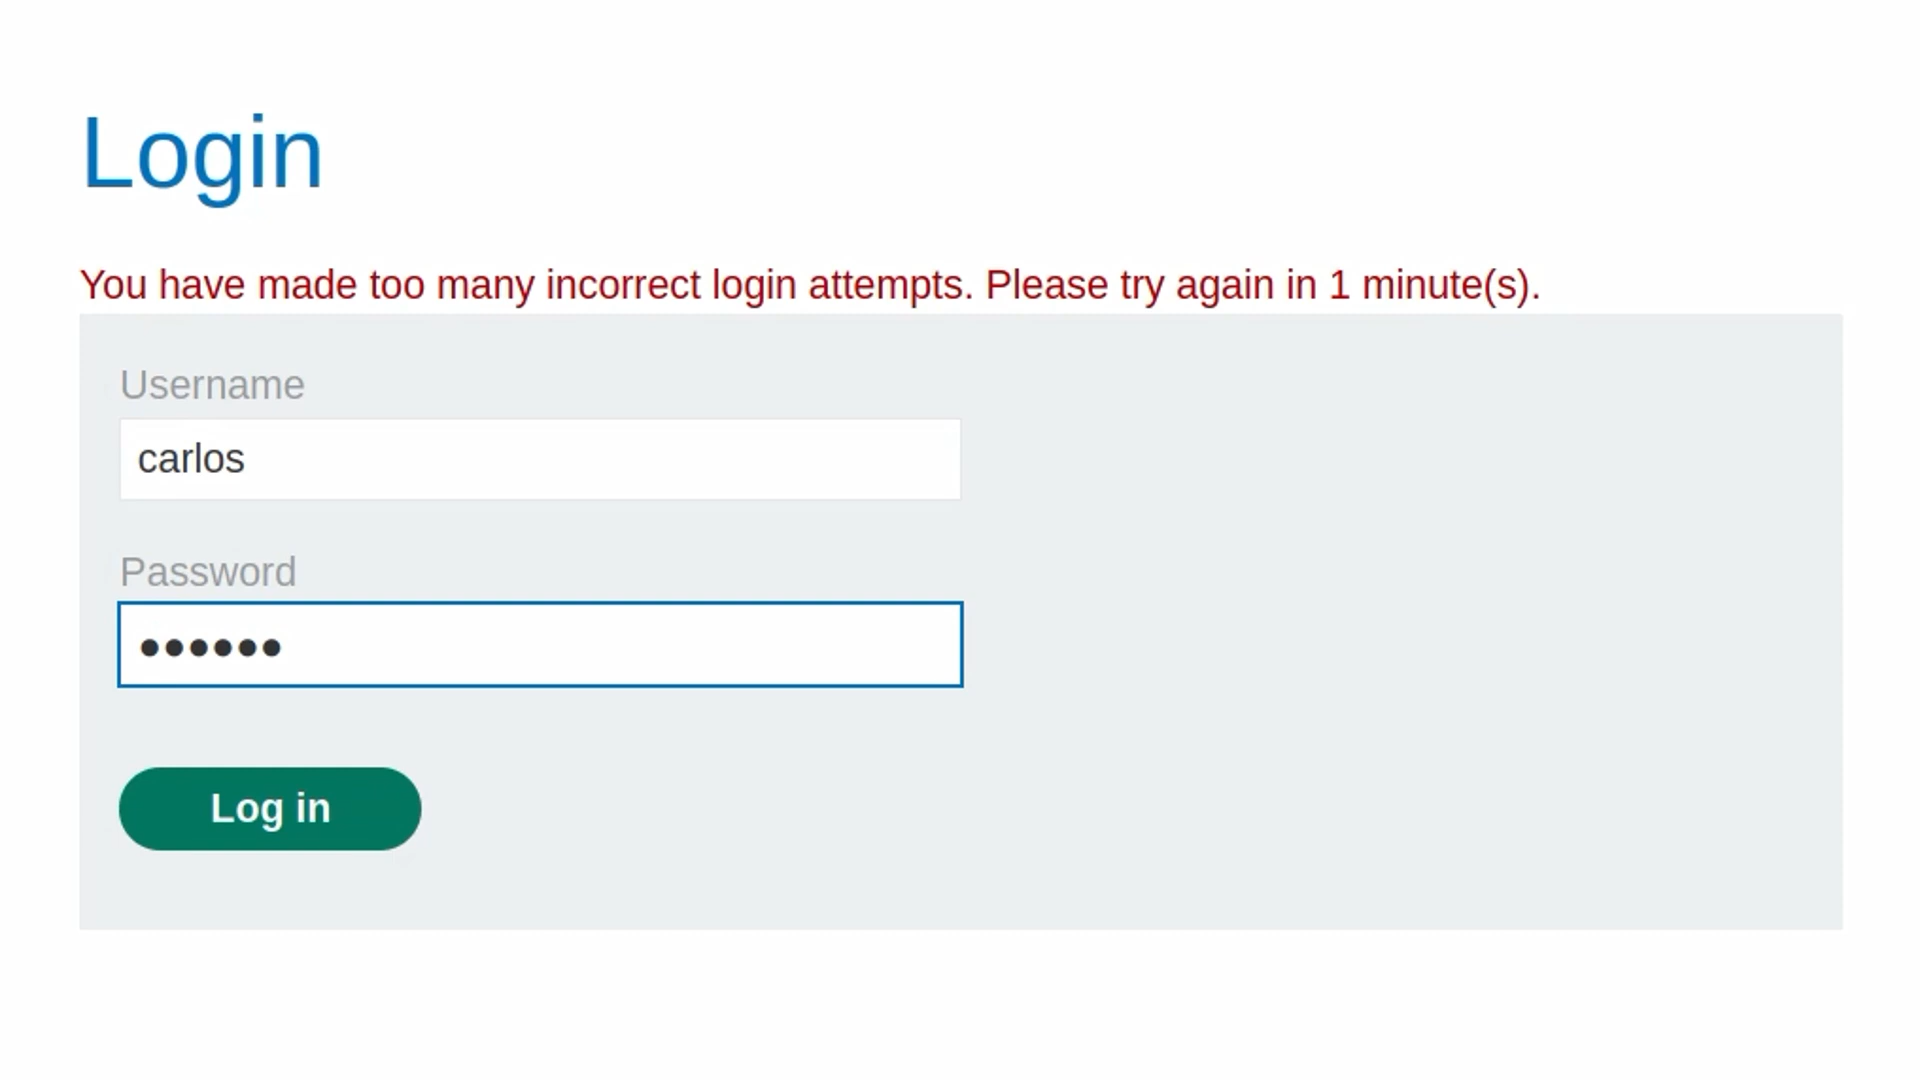 Login
You have made too many incorrect login attempts. Please try again in 1 minute(s).
Username
carlos
Password
●●●●●●
Log in